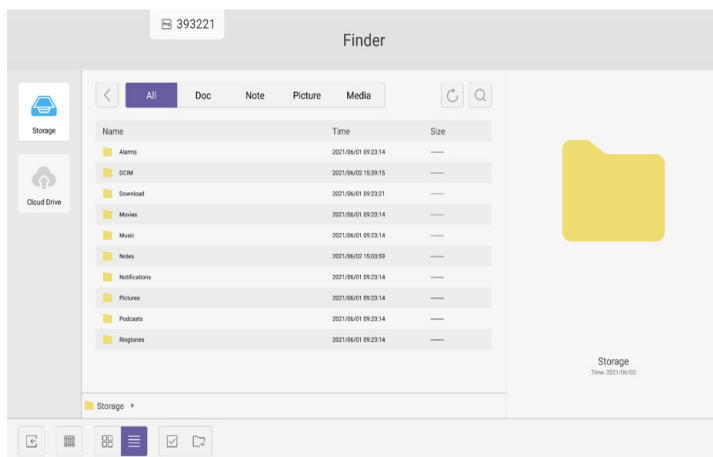 393221
Finder
All Doc Note Picture Media
Storage
Cloud Drive
Name Time Size
Alarms 2021/06/01 09:23:14 -----
DCIM 2021/06/02 15:39:15 -----
Download 2021/06/01 09:23:21 -----
Movies 2021/06/01 09:23:14 -----
Music 2021/06/01 09:23:14 -----
Notes 2021/06/02 15:03:59 -----
Notifications 2021/06/01 09:23:14 -----
Pictures 2021/06/01 09:23:14 -----
Podcasts 2021/06/01 09:23:14 -----
Ringtones 2021/06/01 09:23:14 -----
Storage
Time: 2021/06/02
Storage